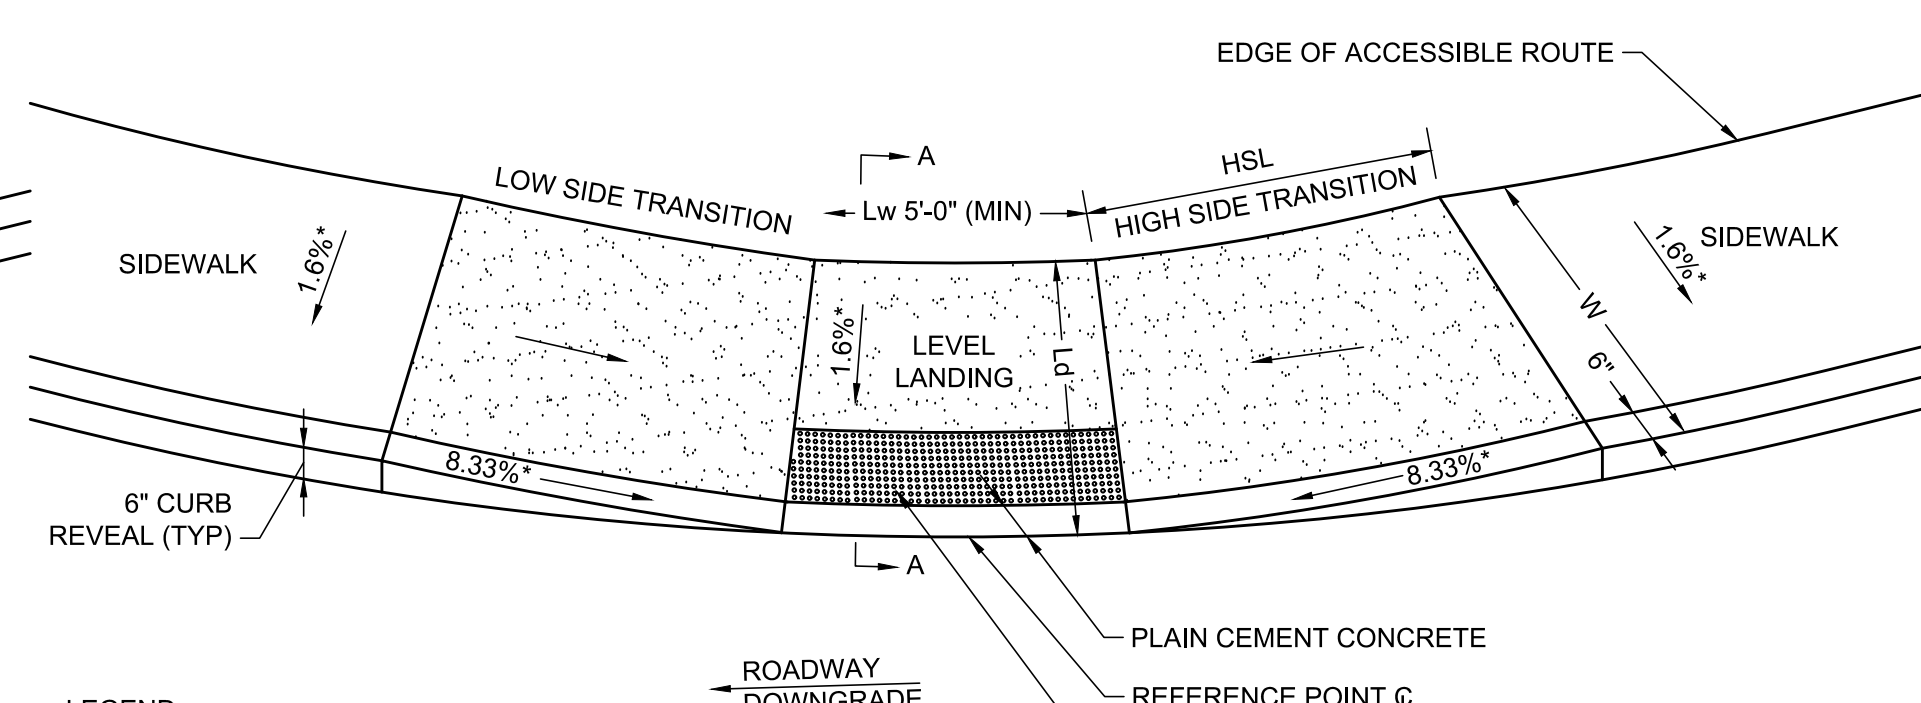 EDGE OF ACCESSIBLE ROUTE
A
HSL
LOW SIDE TRANSITION
Lw 5'-0" (MIN)
HIGH SIDE TRANSITION
SIDEWALK
1.6%*
1.6%*
SIDEWALK
1.6%*
LEVEL
LANDING
Ld
W
6"
8.33%*
8.33%*
6" CURB
REVEAL (TYP)
A
PLAIN CEMENT CONCRETE
ROADWAY
DOWNGRADE
REFERENCE POINT ℄
LEGEND